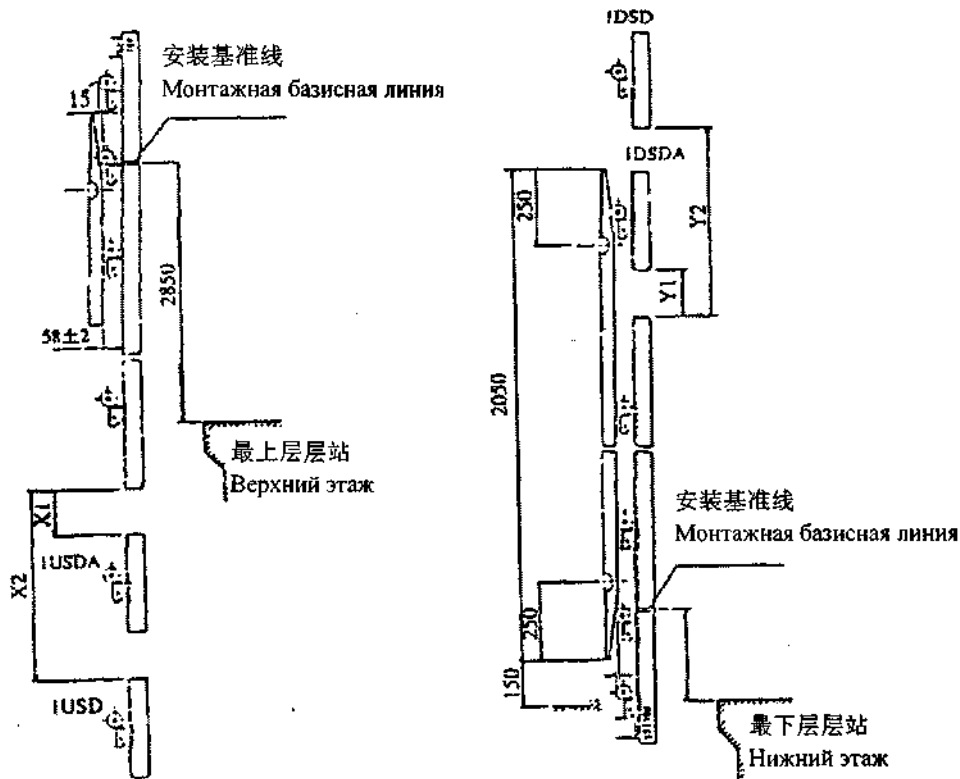 安装基准线
Монтажная базисная линия
15
2850
58±2
最上层层站
Верхний этаж
X1
X2
1USDA
1USD
1DSD
1DSDA
250
Y2
Y1
2050
安装基准线
Монтажная базисная линия
250
150
最下层层站
Нижний этаж